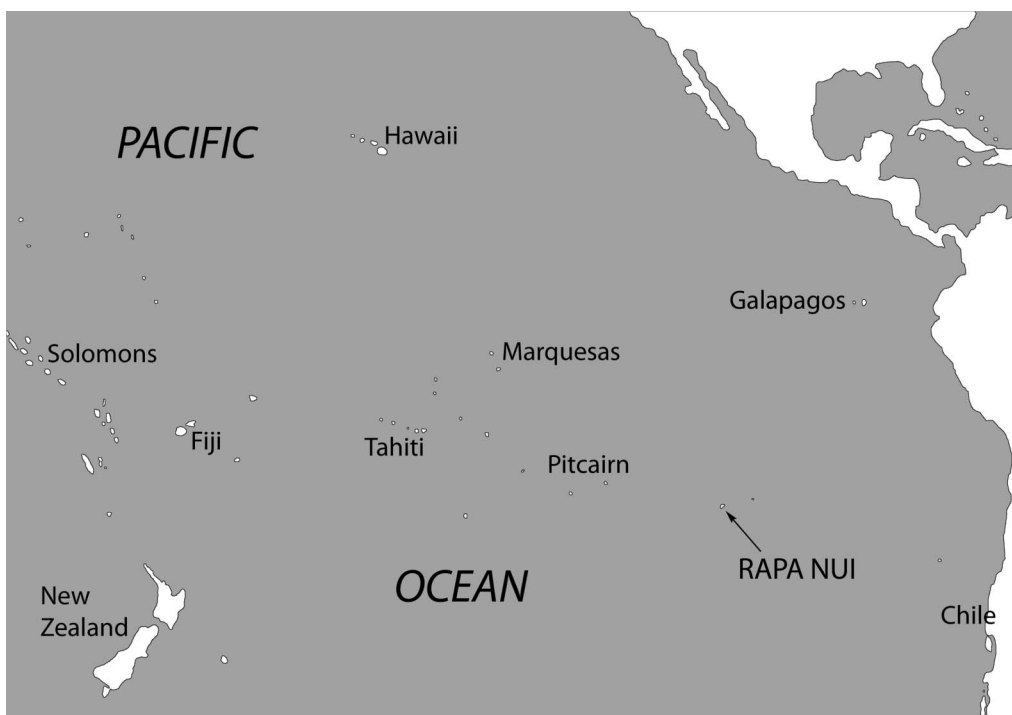 PACIFIC
Hawaii
Galapagos
Solomons
Marquesas
Fiji
Tahiti
Pitcairn
RAPA NUI
OCEAN
New
Zealand
Chile